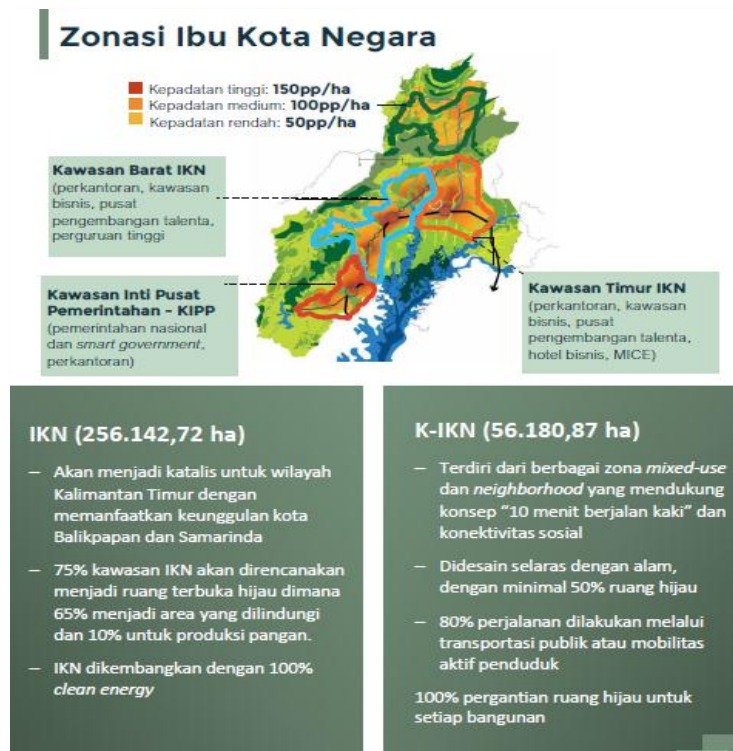 Zonasi Ibu Kota Negara
Kepadatan tinggi: 150pp/ha
Kepadatan medium: 100pp/ha
Kepadatan rendah: 50pp/ha
Kawasan Barat IKN
(perkantoran, kawasan
bisnis, pusat
pengembangan talenta,
perguruan tinggi
Kawasan Inti Pusat
Pemerintahan - KIPP
(pemerintahan nasional
dan smart government,
perkantoran)
Kawasan Timur IKN
(perkantoran, kawasan
bisnis, pusat
pengembangan talenta,
hotel bisnis, MICE)
IKN (256.142,72 ha)
– Akan menjadi katalis untuk wilayah
Kalimantan Timur dengan
memanfaatkan keunggulan kota
Balikpapan dan Samarinda
– 75% kawasan IKN akan direncanakan
menjadi ruang terbuka hijau dimana
65% menjadi area yang dilindungi
dan 10% untuk produksi pangan.
– IKN dikembangkan dengan 100%
clean energy
K-IKN (56.180,87 ha)
– Terdiri dari berbagai zona mixed-use
dan neighborhood yang mendukung
konsep “10 menit berjalan kaki” dan
konektivitas sosial
– Didesain selaras dengan alam,
dengan minimal 50% ruang hijau
– 80% perjalanan dilakukan melalui
transportasi publik atau mobilitas
aktif penduduk
100% pergantian ruang hijau untuk
setiap bangunan